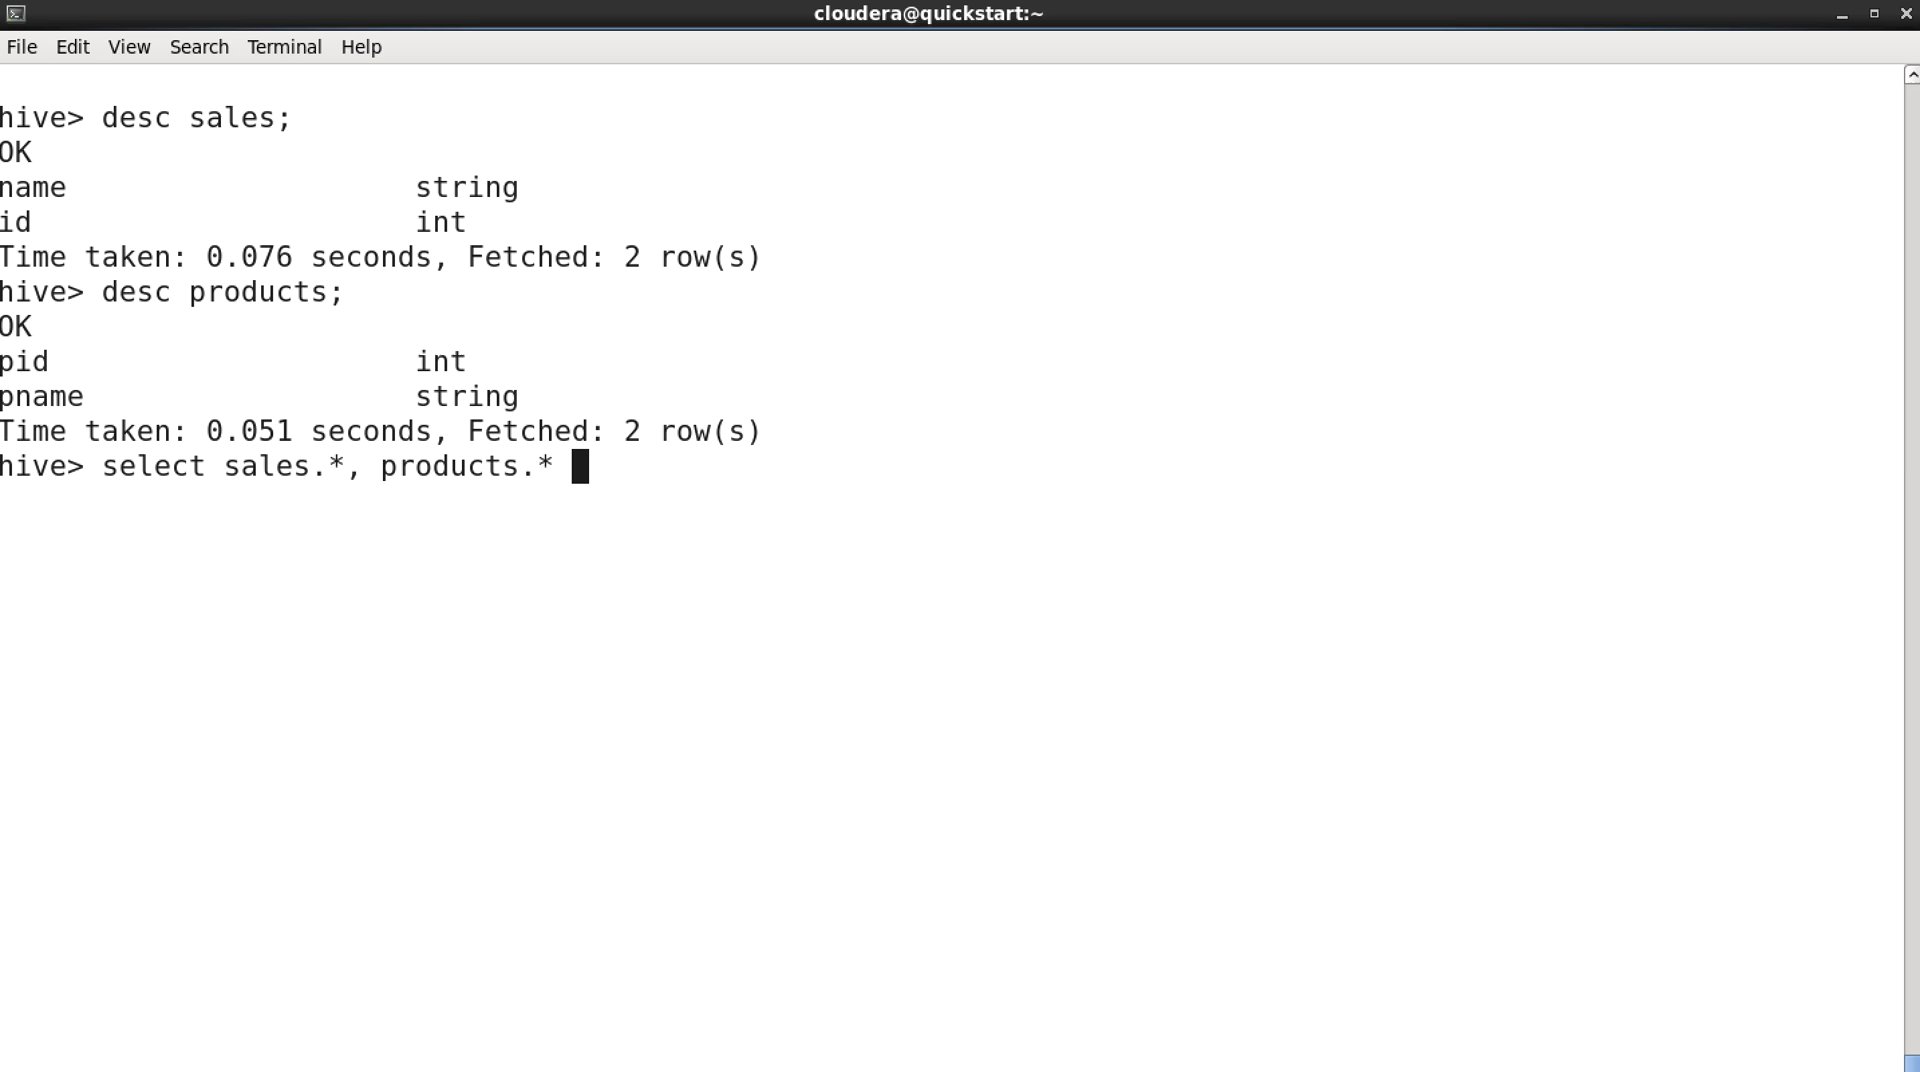 cloudera@quickstart:~
File Edit View Search Terminal Help
hive> desc sales;
OK
name string
id int
Time taken: 0.076 seconds, Fetched: 2 row(s)
hive> desc products;
OK
pid int
pname string
Time taken: 0.051 seconds, Fetched: 2 row(s)
hive> select sales.*, products.*